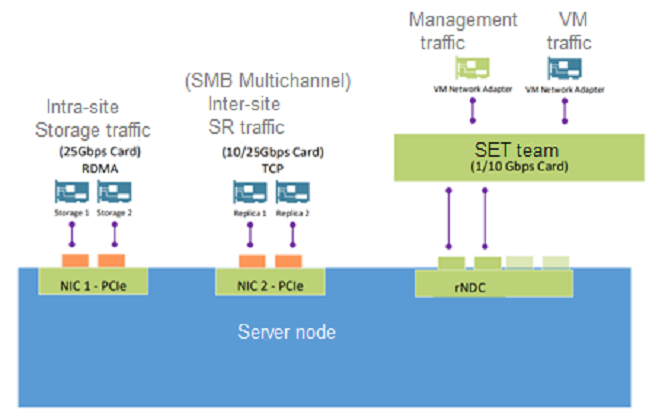 Management
traffic
VM
traffic
VM Network Adapter
VM Network Adapter
(SMB Multichannel)
Inter-site
SR traffic
(10/25Gbps Card)
TCP
Intra-site
Storage traffic
(25Gbps Card)
RDMA
SET team
(1/10 Gbps Card)
Storage 1
Storage 2
Replica 1
Replica 2
NIC 1 - PCIe
NIC 2 - PCIe
rNDC
Server node